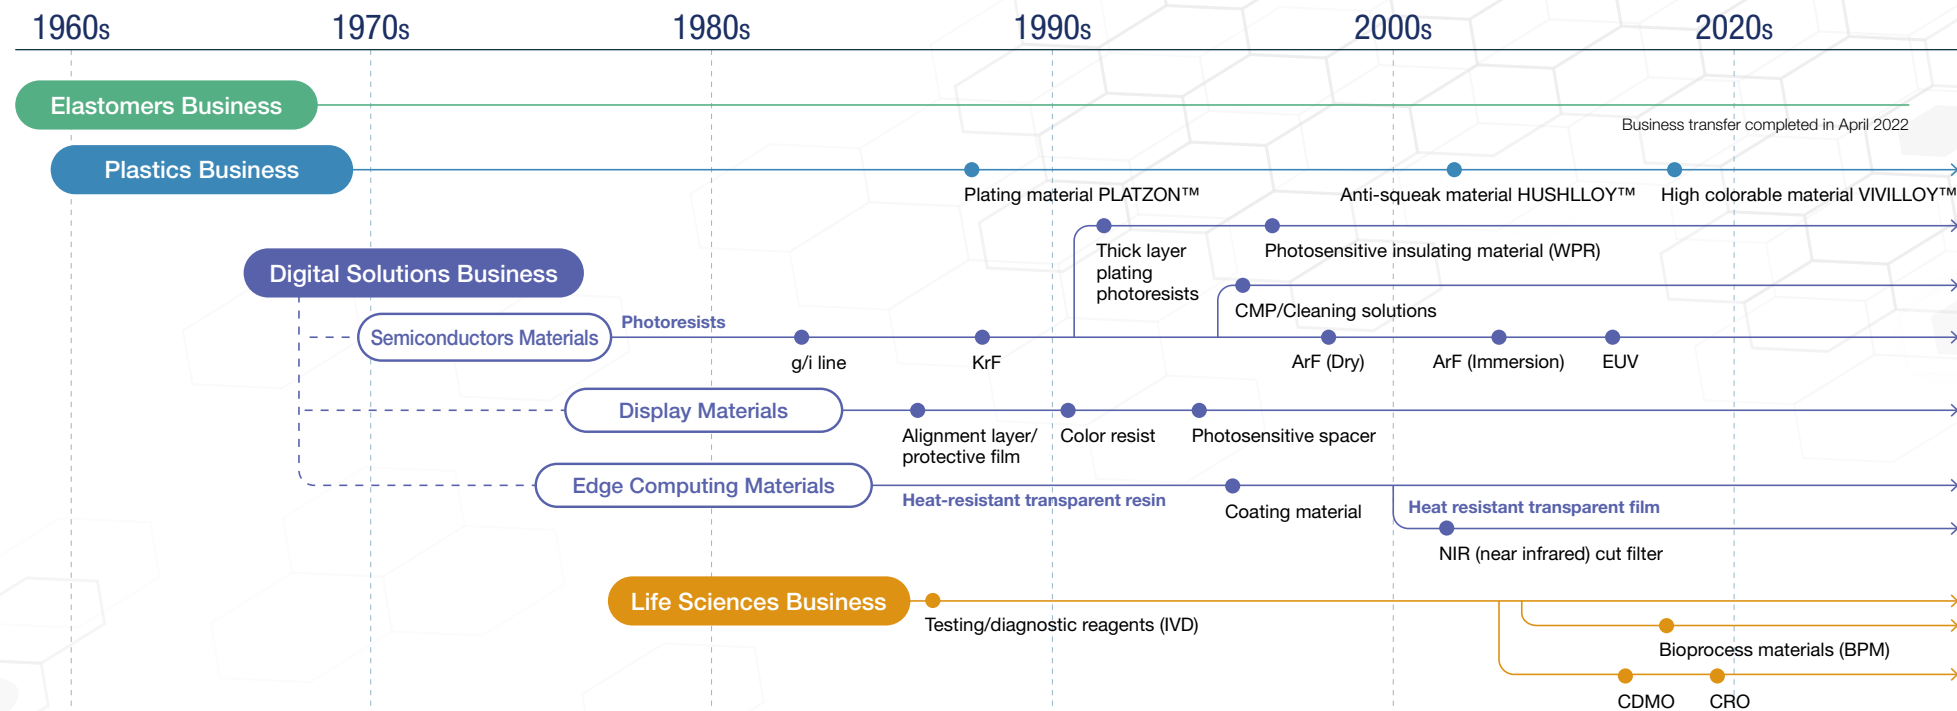 1960s 1970s 1980s 1990s 2000s 2020s
Elastomers Business
Business transfer completed in April 2022
Plastics Business
Plating material PLATZON™ Anti-squeak material HUSHLLOY™ High colorable material VIVILLOY™
Digital Solutions Business
Thick layer
plating
photoresists
Photosensitive insulating material (WPR)
CMP/Cleaning solutions
Semiconductors Materials
Photoresists
g/i line KrF ArF (Dry) ArF (Immersion) EUV
Display Materials
Alignment layer/
protective film
Color resist Photosensitive spacer
Edge Computing Materials
Heat-resistant transparent resin
Coating material
Heat resistant transparent film
NIR (near infrared) cut filter
Life Sciences Business
Testing/diagnostic reagents (IVD)
Bioprocess materials (BPM)
CDMO CRO